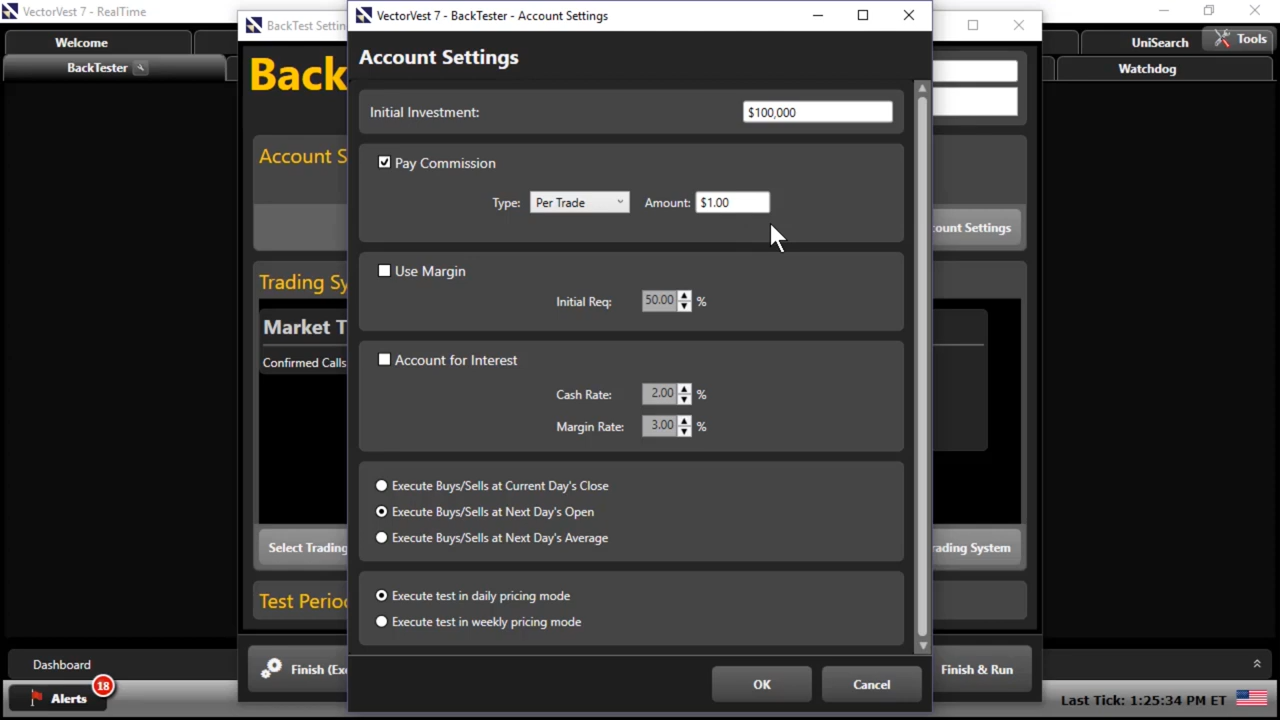 VectorVest 7 - RealTime
BackTest Settin
VectorVest 7 - BackTester - Account Settings
Welcome
UniSearch
Tools
BackTester
Watchdog
Back
Account Settings
Initial Investment:
$100,000
Account S
Pay Commission
Type:
Per Trade
Amount:
$1.00
ount Settings
Use Margin
Initial Req:
50.00
%
Trading Sy
Market T
Confirmed Calls
Account for Interest
Cash Rate:
2.00
%
Margin Rate:
3.00
%
Execute Buys/Sells at Current Day's Close
Execute Buys/Sells at Next Day's Open
Execute Buys/Sells at Next Day's Average
Select Trading
ading System
Execute test in daily pricing mode
Execute test in weekly pricing mode
Test Perio
Dashboard
Finish (Exe
Finish & Run
OK
Cancel
Alerts
18
Last Tick: 1:25:34 PM ET